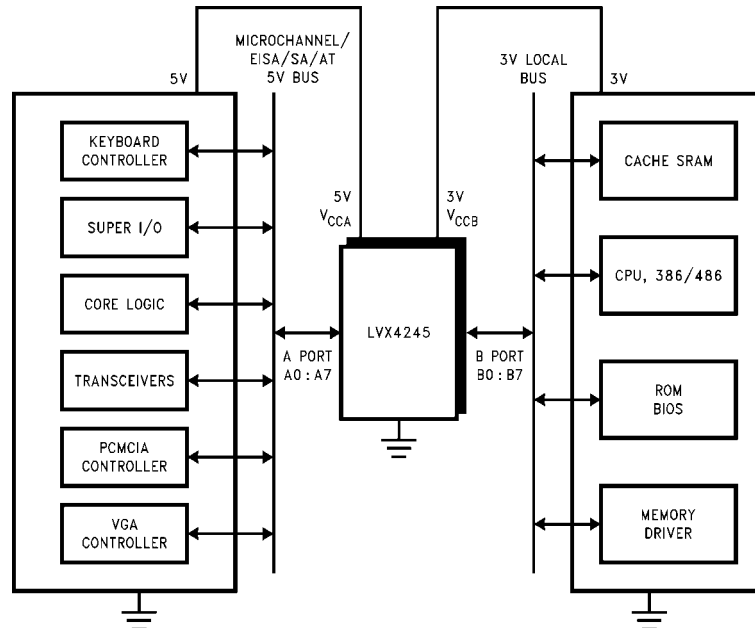 MICROCHANNEL/
EISA/SA/AT
5V BUS
5V
3V LOCAL
BUS
3V
KEYBOARD
CONTROLLER
SUPER I/O
CORE LOGIC
TRANSCEIVERS
PCMCIA
CONTROLLER
VGA
CONTROLLER
5V
VCCA
3V
VCCB
LVX4245
A PORT
A0:A7
B PORT
B0:B7
CACHE SRAM
CPU, 386/486
ROM
BIOS
MEMORY
DRIVER